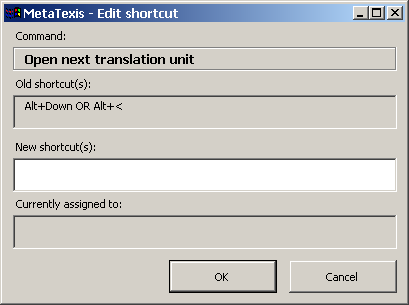 MetaTexis - Edit shortcut
Command:
Open next translation unit
Old shortcut(s):
Alt+Down OR Alt+<
New shortcut(s):
Currently assigned to:
OK Cancel